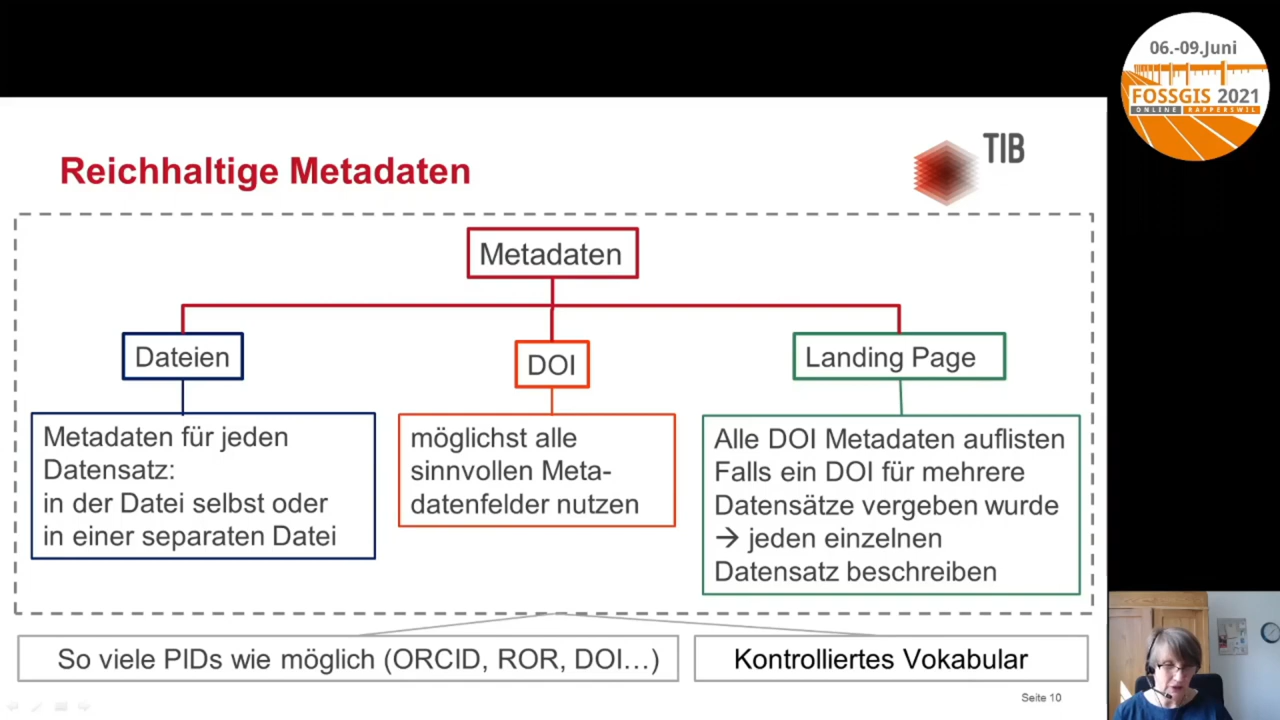 06.-09.Juni
FOSSGIS 2021
ONLINE RAPPERSWIL
TIB
Reichhaltige Metadaten
Metadaten
Dateien
DOI
Landing Page
Metadaten für jeden
Datensatz:
in der Datei selbst oder
in einer separaten Datei
möglichst alle
sinnvollen Meta-
datenfelder nutzen
Alle DOI Metadaten auflisten
Falls ein DOI für mehrere
Datensätze vergeben wurde
→ jeden einzelnen
Datensatz beschreiben
So viele PIDs wie möglich (ORCID, ROR, DOI…)
Kontrolliertes Vokabular
Seite 10